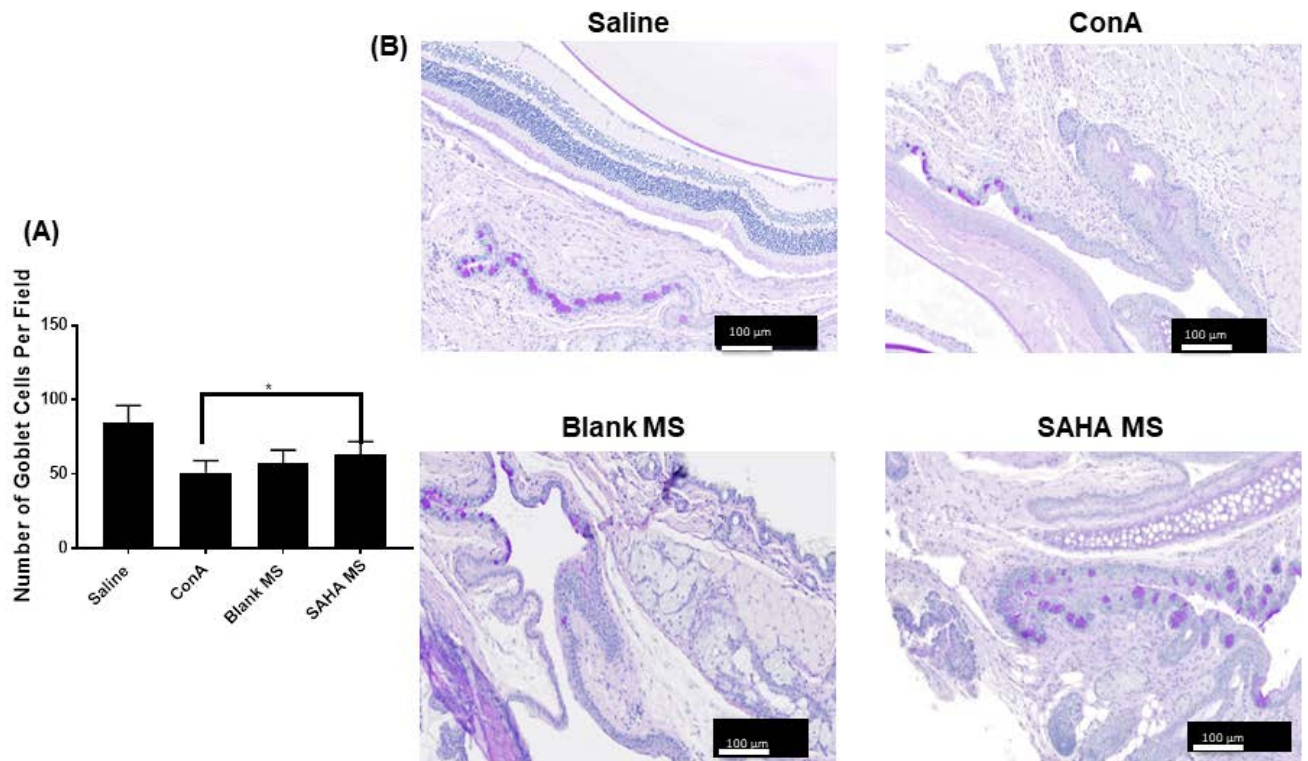 (A)
Number of Goblet Cells Per Field
150
100
50
0
*
Saline
ConA
Blank MS
SAHA MS
(B)
Saline
ConA
100 µm
100 µm
Blank MS
SAHA MS
100 µm
100 µm